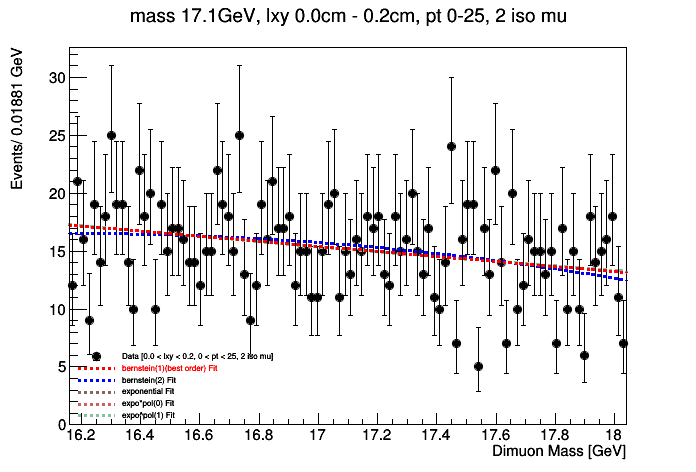 mass 17.1GeV, lxy 0.0cm - 0.2cm, pt 0-25, 2 iso mu
Events/ 0.01881 GeV
30
25
20
15
10
5
0
Data [0.0 < lxy < 0.2, 0 < pt < 25, 2 iso mu]
bernstein(1)(best order) Fit
bernstein(2) Fit
exponential Fit
expo*pol(0) Fit
expo*pol(1) Fit
16.2 16.4 16.6 16.8 17 17.2 17.4 17.6 17.8 18
Dimuon Mass [GeV]